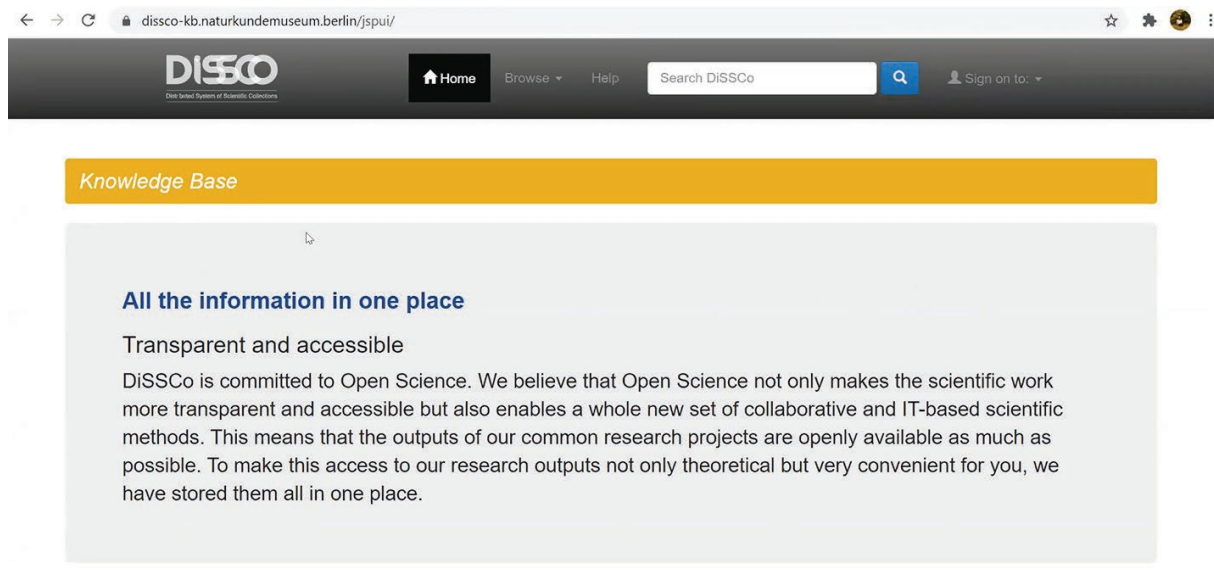 dissco-kb.naturkundemuseum.berlin/jspui/
DiSSCo
Distributed System of Scientific Collections
Home Browse Help Search DiSSCo Sign on to:
Knowledge Base
All the information in one place
Transparent and accessible
DiSSCo is committed to Open Science. We believe that Open Science not only makes the scientific work
more transparent and accessible but also enables a whole new set of collaborative and IT-based scientific
methods. This means that the outputs of our common research projects are openly available as much as
possible. To make this access to our research outputs not only theoretical but very convenient for you, we
have stored them all in one place.